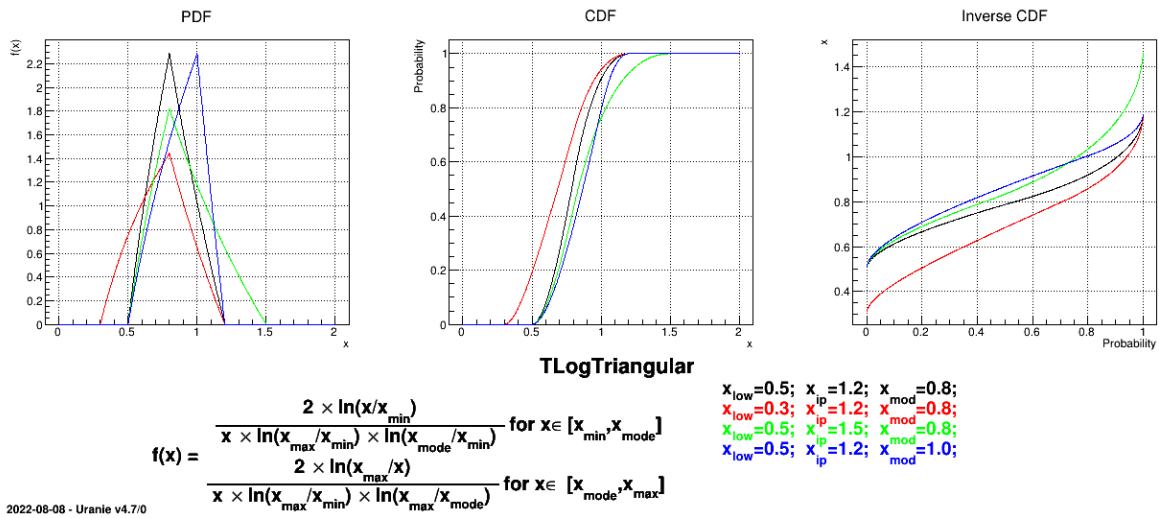 PDF
f(x)
2.2
2
1.8
1.6
1.4
1.2
1
0.8
0.6
0.4
0.2
0
0 0.5 1 1.5 2
x
CDF
Probability
1
0.8
0.6
0.4
0.2
0
0 0.5 1 1.5 2
x
Inverse CDF
x
1.4
1.2
1
0.8
0.6
0.4
0 0.2 0.4 0.6 0.8 1
Probability
TLogTriangular
x_low=0.5; x_ip=1.2; x_mod=0.8;
x_low=0.3; x_ip=1.2; x_mod=0.8;
x_low=0.5; x_ip=1.5; x_mod=0.8;
x_low=0.5; x_ip=1.2; x_mod=1.0;
f(x) =
2 × ln(x/x_min)
x × ln(x_max/x_min) × ln(x_mode/x_min)
for x∈ [x_min,x_mode]
2 × ln(x_max/x)
x × ln(x_max/x_min) × ln(x_max/x_mode)
for x∈ [x_mode,x_max]
2022-08-08 - Uranie v4.7/0